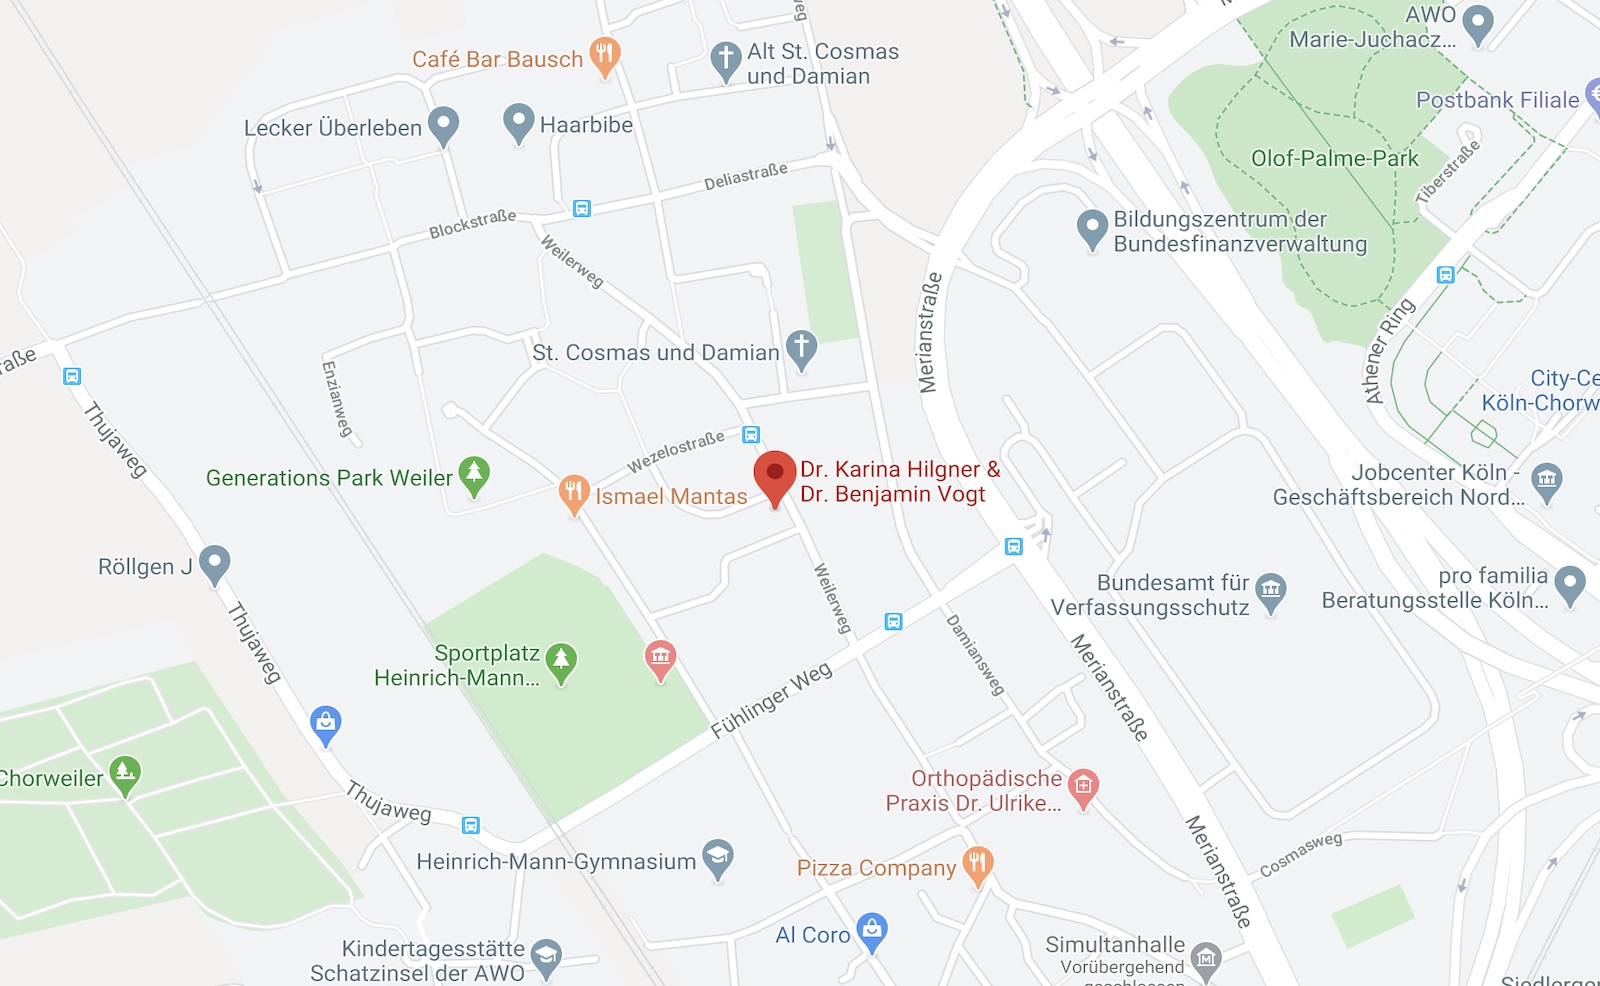 AWO
Marie-Juchacz...
Café Bar Bausch
Alt St. Cosmas
und Damian
Postbank Filiale
Lecker Überleben
Haarbibe
Olof-Palme-Park
Tiberstraße
Deliastraße
Blockstraße
Weilerweg
Bildungszentrum der
Bundesfinanzverwaltung
Merianstraße
Athener Ring
St. Cosmas und Damian
Enzianweg
City-Ce
Köln-Chorw
Thujaweg
Wezelostraße
Generations Park Weiler
Ismael Mantas
Dr. Karina Hilgner &
Dr. Benjamin Vogt
Jobcenter Köln -
Geschäftsbereich Nord...
Röllgen J
Weilerweg
Bundesamt für
Verfassungsschutz
pro familia
Beratungsstelle Köln...
Thujaweg
Damiansweg
Merianstraße
Sportplatz
Heinrich-Mann...
Fühlinger Weg
Chorweiler
Thujaweg
Orthopädische
Praxis Dr. Ulrike...
Merianstraße
Cosmasweg
Heinrich-Mann-Gymnasium
Pizza Company
Al Coro
Kindertagesstätte
Schatzinsel der AWO
Simultanhalle
Vorübergehend
geschlossen